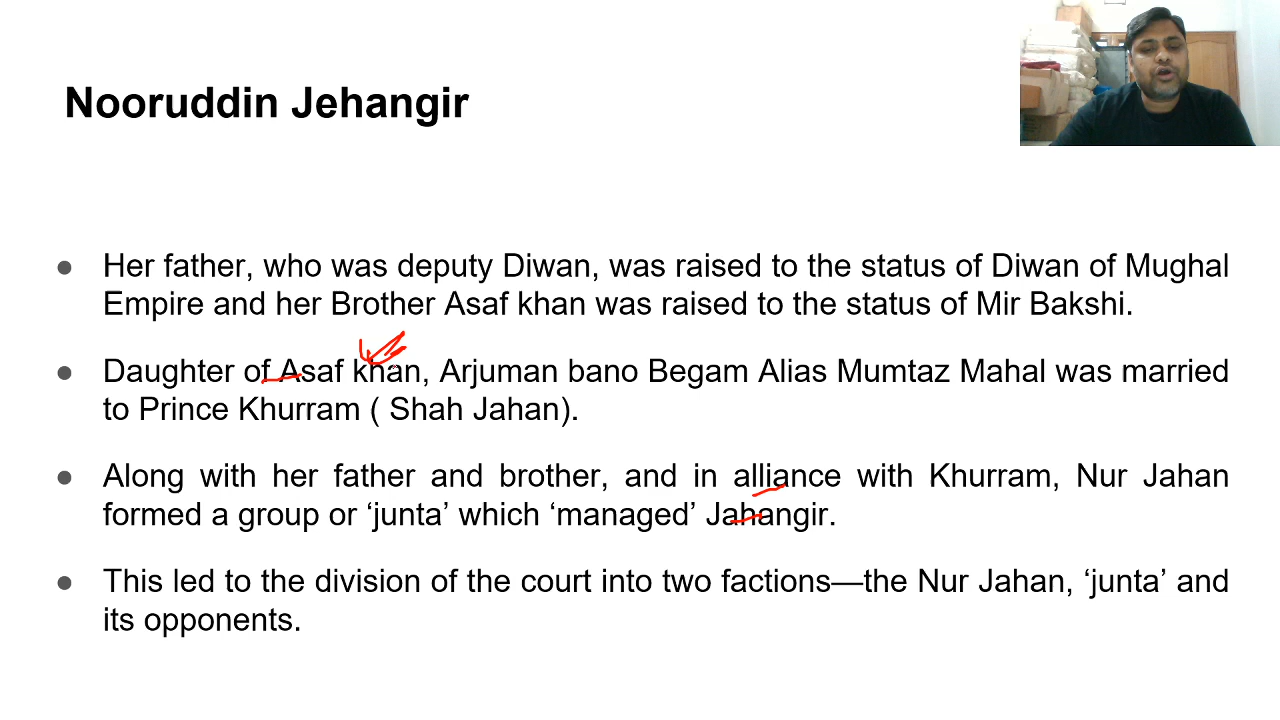 Nooruddin Jehangir
● Her father, who was deputy Diwan, was raised to the status of Diwan of Mughal
Empire and her Brother Asaf khan was raised to the status of Mir Bakshi.
● Daughter of Asaf khan, Arjuman bano Begam Alias Mumtaz Mahal was married
to Prince Khurram ( Shah Jahan).
● Along with her father and brother, and in alliance with Khurram, Nur Jahan
formed a group or ‘junta’ which ‘managed’ Jahangir.
● This led to the division of the court into two factions—the Nur Jahan, ‘junta’ and
its opponents.